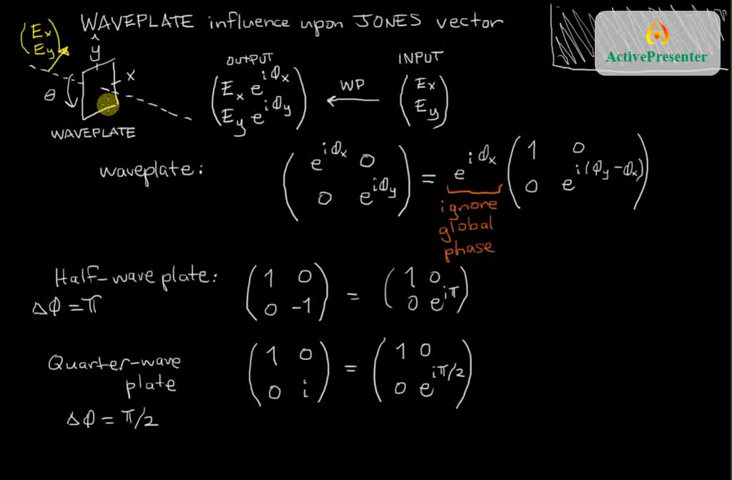 WAVEPLATE influence upon JONES vector
(Ex
Ey)
ŷ
x
θ
WAVEPLATE
OUTPUT
(Ex e^{iΦx}
Ey e^{iΦy})
← WP
INPUT
(Ex
Ey)
ActivePresenter
waveplate:
(e^{iΦx} 0
0 e^{iΦy})
= e^{iΦx}
(1 0
0 e^{i(Φy-Φx)})
ignore
global
phase
Half-wave plate:
ΔΦ = π
(1 0
0 -1)
=
(1 0
0 e^{iπ})
Quarter-wave
plate
ΔΦ = π/2
(1 0
0 i)
=
(1 0
0 e^{iπ/2})